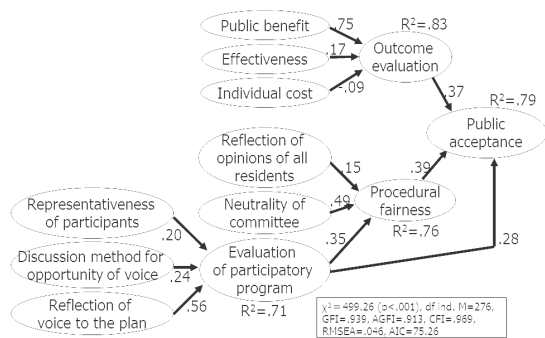 Public benefit
.75
R²=.83
Effectiveness
.17
Outcome
evaluation
Individual cost
-.09
.37
R²=.79
Public
acceptance
Reflection of
opinions of all
residents
.15
.39
Neutrality of
committee
.49
Procedural
fairness
R²=.76
Representativeness
of participants
.20
.35
Discussion method for
opportunity of voice
.24
Evaluation
of participatory
program
.28
Reflection of
voice to the plan
.56
R²=.71
χ²=499.26 (p<.001), df ind. M=276,
GFI=.939, AGFI=.913, CFI=.969,
RMSEA=.046, AIC=75.26